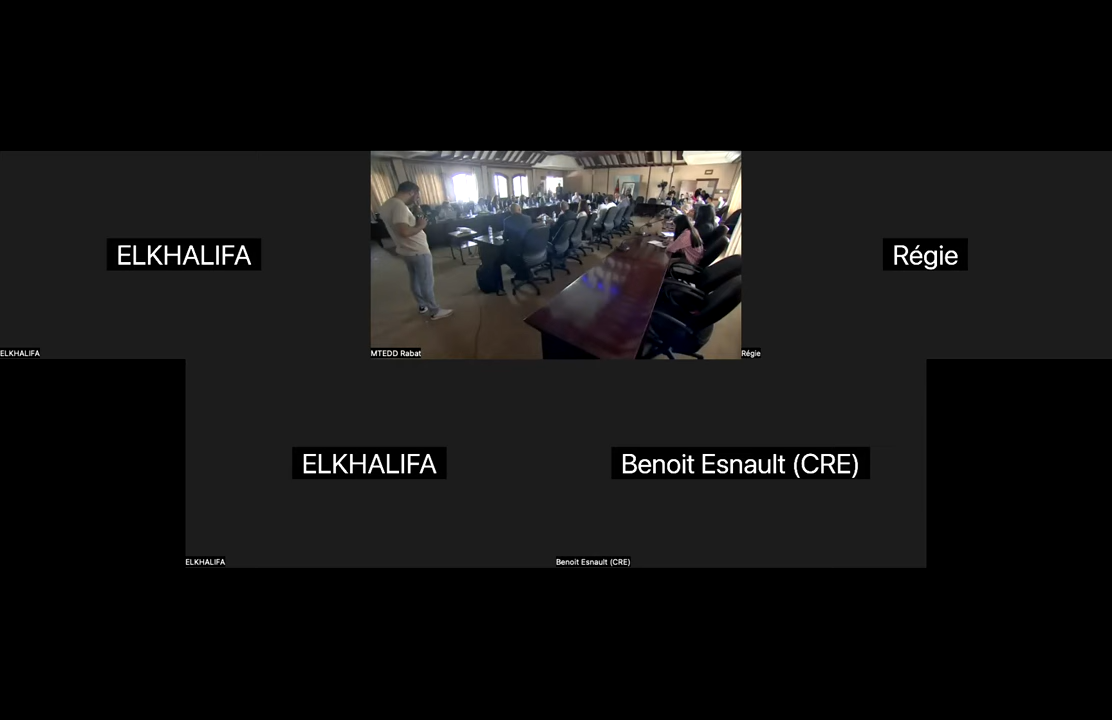 ELKHALIFA
ELKHALIFA
MTEDD Rabat
Régie
Régie
ELKHALIFA
ELKHALIFA
Benoit Esnault (CRE)
Benoit Esnault (CRE)